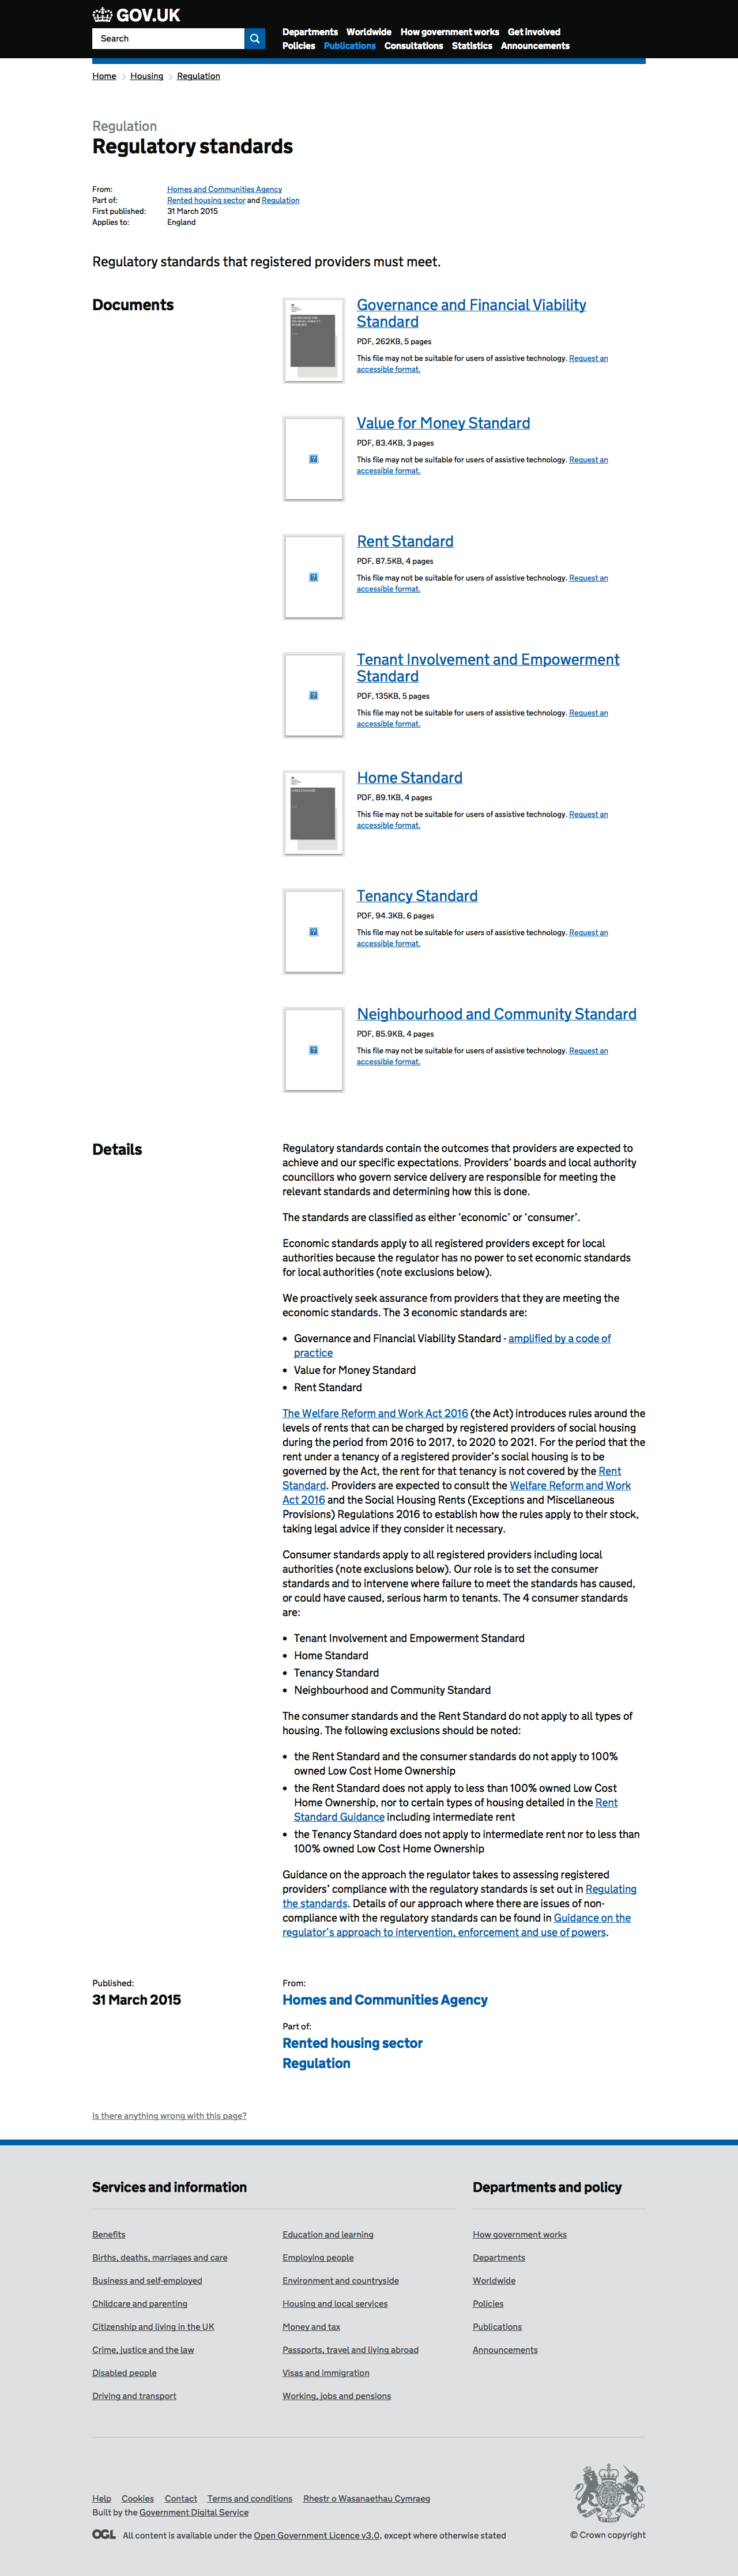 GOV.UK
Search
Departments Worldwide How government works Get involved
Policies Publications Consultations Statistics Announcements
Home Housing Regulation
Regulation
Regulatory standards
From: Homes and Communities Agency
Part of: Rented housing sector and Regulation
First published: 31 March 2015
Applies to: England
Regulatory standards that registered providers must meet.
Documents
Governance and Financial Viability
Standard
PDF, 262KB, 5 pages
This file may not be suitable for users of assistive technology. Request an
accessible format.
Value for Money Standard
PDF, 83.4KB, 3 pages
This file may not be suitable for users of assistive technology. Request an
accessible format.
Rent Standard
PDF, 87.5KB, 4 pages
This file may not be suitable for users of assistive technology. Request an
accessible format.
Tenant Involvement and Empowerment
Standard
PDF, 135KB, 5 pages
This file may not be suitable for users of assistive technology. Request an
accessible format.
Home Standard
PDF, 89.1KB, 4 pages
This file may not be suitable for users of assistive technology. Request an
accessible format.
Tenancy Standard
PDF, 94.3KB, 6 pages
This file may not be suitable for users of assistive technology. Request an
accessible format.
Neighbourhood and Community Standard
PDF, 85.9KB, 4 pages
This file may not be suitable for users of assistive technology. Request an
accessible format.
Details
Regulatory standards contain the outcomes that providers are expected to
achieve and our specific expectations. Providers’ boards and local authority
councillors who govern service delivery are responsible for meeting the
relevant standards and determining how this is done.
The standards are classified as either ‘economic’ or ‘consumer’.
Economic standards apply to all registered providers except for local
authorities because the regulator has no power to set economic standards
for local authorities (note exclusions below).
We proactively seek assurance from providers that they are meeting the
economic standards. The 3 economic standards are:
• Governance and Financial Viability Standard - amplified by a code of
practice
• Value for Money Standard
• Rent Standard
The Welfare Reform and Work Act 2016 (the Act) introduces rules around the
levels of rents that can be charged by registered providers of social housing
during the period from 2016 to 2017, to 2020 to 2021. For the period that the
rent under a tenancy of a registered provider’s social housing is to be
governed by the Act, the rent for that tenancy is not covered by the Rent
Standard. Providers are expected to consult the Welfare Reform and Work
Act 2016 and the Social Housing Rents (Exceptions and Miscellaneous
Provisions) Regulations 2016 to establish how the rules apply to their stock,
taking legal advice if they consider it necessary.
Consumer standards apply to all registered providers including local
authorities (note exclusions below). Our role is to set the consumer
standards and to intervene where failure to meet the standards has caused,
or could have caused, serious harm to tenants. The 4 consumer standards
are:
• Tenant Involvement and Empowerment Standard
• Home Standard
• Tenancy Standard
• Neighbourhood and Community Standard
The consumer standards and the Rent Standard do not apply to all types of
housing. The following exclusions should be noted:
• the Rent Standard and the consumer standards do not apply to 100%
owned Low Cost Home Ownership
• the Rent Standard does not apply to less than 100% owned Low Cost
Home Ownership, nor to certain types of housing detailed in the Rent
Standard Guidance including intermediate rent
• the Tenancy Standard does not apply to intermediate rent nor to less than
100% owned Low Cost Home Ownership
Guidance on the approach the regulator takes to assessing registered
providers’ compliance with the regulatory standards is set out in Regulating
the standards. Details of our approach where there are issues of non-
compliance with the regulatory standards can be found in Guidance on the
regulator’s approach to intervention, enforcement and use of powers.
Published:
31 March 2015
From:
Homes and Communities Agency
Part of:
Rented housing sector
Regulation
Is there anything wrong with this page?
Services and information
Benefits
Births, deaths, marriages and care
Business and self-employed
Childcare and parenting
Citizenship and living in the UK
Crime, justice and the law
Disabled people
Driving and transport
Education and learning
Employing people
Environment and countryside
Housing and local services
Money and tax
Passports, travel and living abroad
Visas and immigration
Working, jobs and pensions
Departments and policy
How government works
Departments
Worldwide
Policies
Publications
Announcements
Help Cookies Contact Terms and conditions Rhestr o Wasanaethau Cymraeg
Built by the Government Digital Service
OGL All content is available under the Open Government Licence v3.0, except where otherwise stated
© Crown copyright